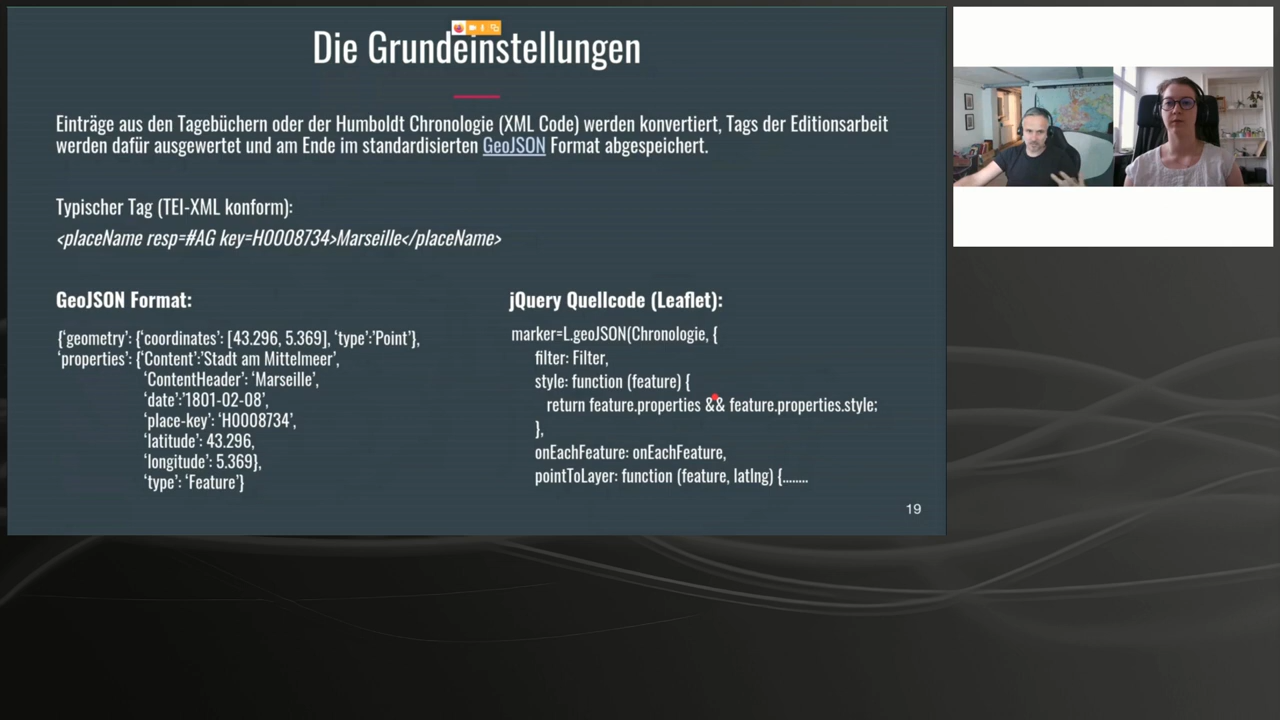 Die Grundeinstellungen
Einträge aus den Tagebüchern oder der Humboldt Chronologie (XML Code) werden konvertiert, Tags der Editionsarbeit
werden dafür ausgewertet und am Ende im standardisierten GeoJSON Format abgespeichert.
Typischer Tag (TEI-XML konform):
<placeName resp=#AG key=H0008734>Marseille</placeName>
GeoJSON Format:
{‘geometry’: {‘coordinates’: [43.296, 5.369], ‘type’:’Point’},
‘properties’: {‘Content’:’Stadt am Mittelmeer’,
‘ContentHeader’: ‘Marseille’,
‘date’:’1801-02-08’,
‘place-key’: ‘H0008734’,
‘latitude’: 43.296,
‘longitude’: 5.369},
‘type’: ‘Feature’}
jQuery Quellcode (Leaflet):
marker=L.geoJSON(Chronologie, {
filter: Filter,
style: function (feature) {
return feature.properties && feature.properties.style;
},
onEachFeature: onEachFeature,
pointToLayer: function (feature, latlng) {........
19